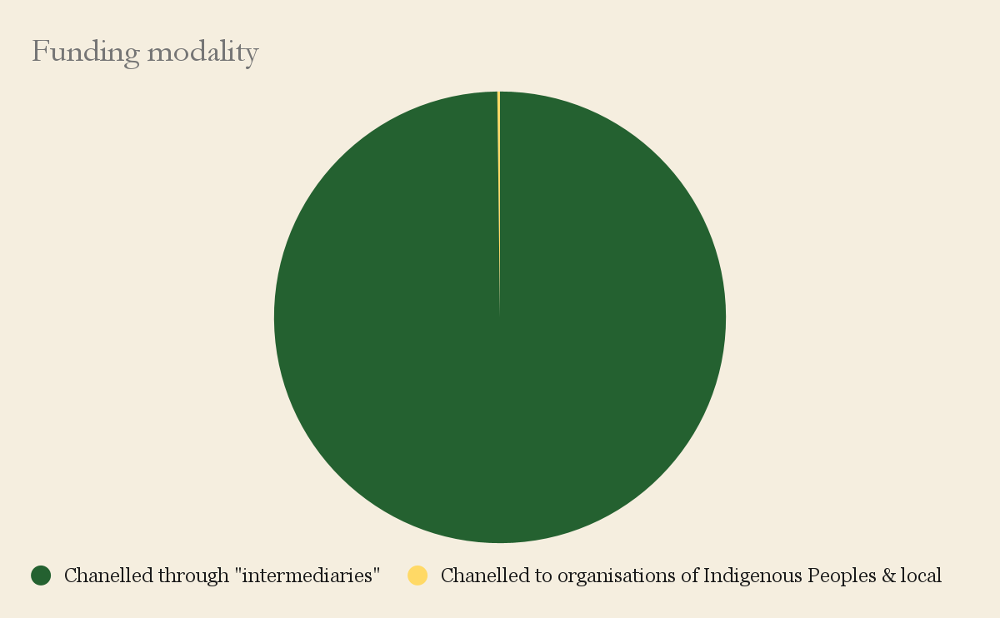 Funding modality
Chanelled through "intermediaries"
Chanelled to organisations of Indigenous Peoples & local